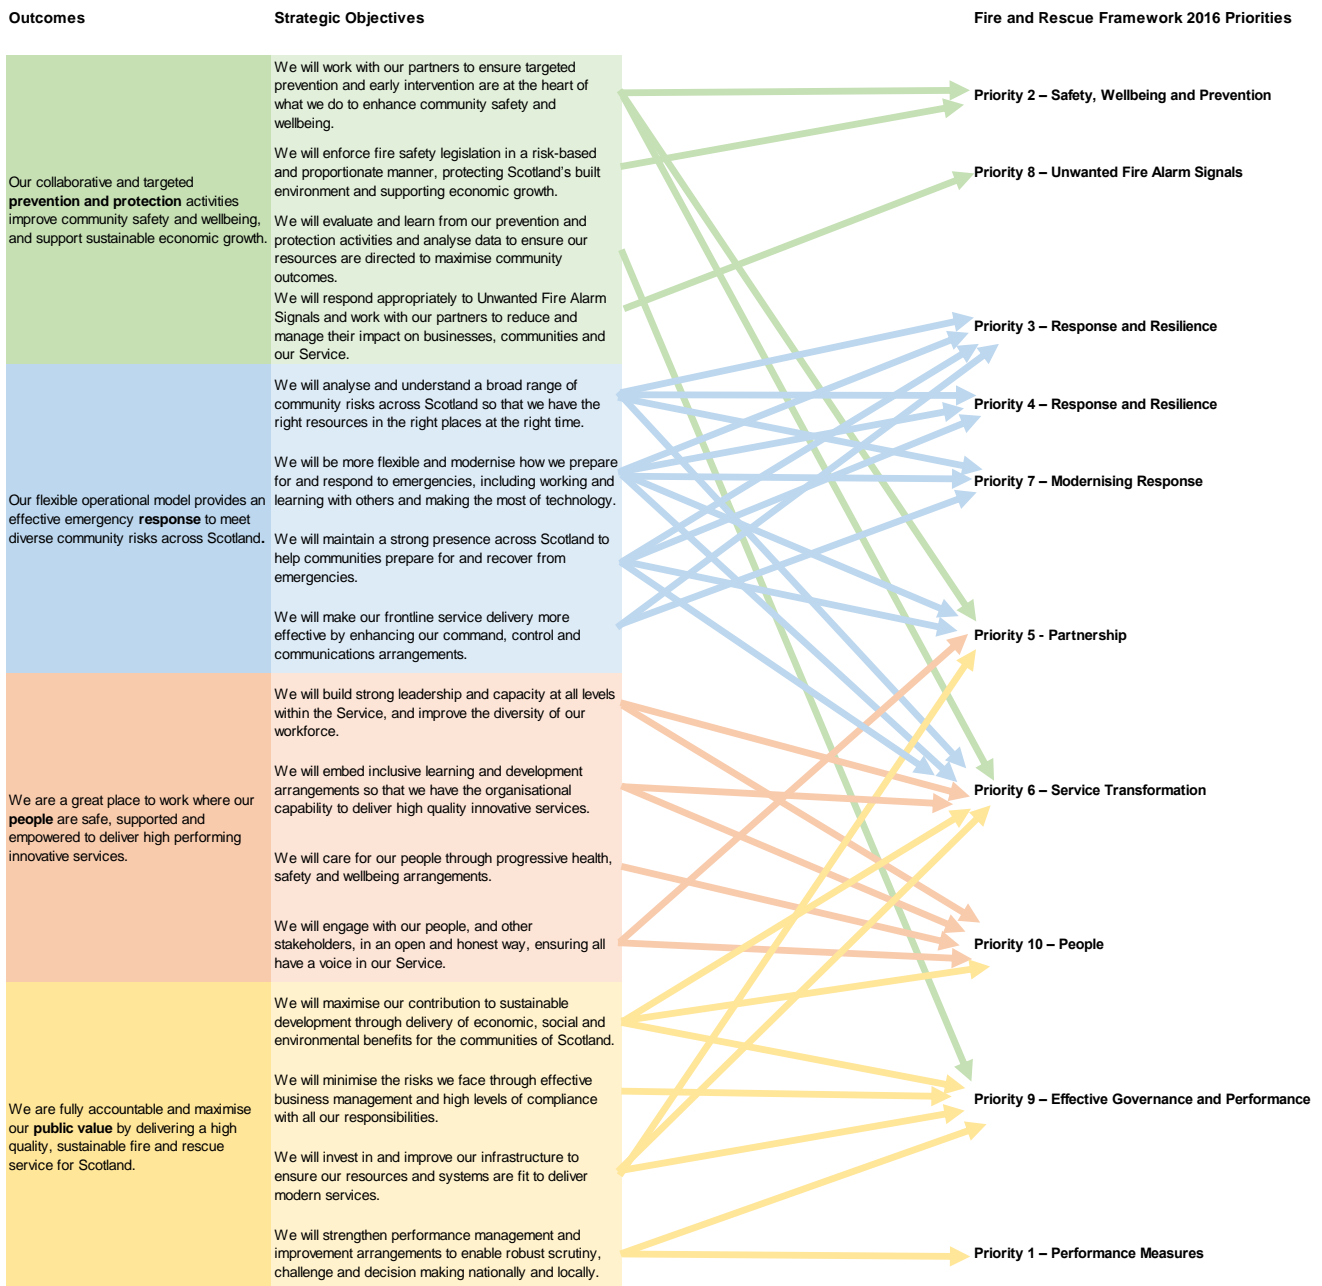 Outcomes
Strategic Objectives
Fire and Rescue Framework 2016 Priorities
Our collaborative and targeted
prevention and protection activities
improve community safety and wellbeing,
and support sustainable economic growth.
We will work with our partners to ensure targeted
prevention and early intervention are at the heart of
what we do to enhance community safety and
wellbeing.
We will enforce fire safety legislation in a risk-based
and proportionate manner, protecting Scotland's built
environment and supporting economic growth.
We will evaluate and learn from our prevention and
protection activities and analyse data to ensure our
resources are directed to maximise community
outcomes.
We will respond appropriately to Unwanted Fire Alarm
Signals and work with our partners to reduce and
manage their impact on businesses, communities and
our Service.
Our flexible operational model provides an
effective emergency response to meet
diverse community risks across Scotland.
We will analyse and understand a broad range of
community risks across Scotland so that we have the
right resources in the right places at the right time.
We will be more flexible and modernise how we prepare
for and respond to emergencies, including working and
learning with others and making the most of technology.
We will maintain a strong presence across Scotland to
help communities prepare for and recover from
emergencies.
We will make our frontline service delivery more
effective by enhancing our command, control and
communications arrangements.
We are a great place to work where our
people are safe, supported and
empowered to deliver high performing
innovative services.
We will build strong leadership and capacity at all levels
within the Service, and improve the diversity of our
workforce.
We will embed inclusive learning and development
arrangements so that we have the organisational
capability to deliver high quality innovative services.
We will care for our people through progressive health,
safety and wellbeing arrangements.
We will engage with our people, and other
stakeholders, in an open and honest way, ensuring all
have a voice in our Service.
We are fully accountable and maximise
our public value by delivering a high
quality, sustainable fire and rescue
service for Scotland.
We will maximise our contribution to sustainable
development through delivery of economic, social and
environmental benefits for the communities of Scotland.
We will minimise the risks we face through effective
business management and high levels of compliance
with all our responsibilities.
We will invest in and improve our infrastructure to
ensure our resources and systems are fit to deliver
modern services.
We will strengthen performance management and
improvement arrangements to enable robust scrutiny,
challenge and decision making nationally and locally.
Priority 2 – Safety, Wellbeing and Prevention
Priority 8 – Unwanted Fire Alarm Signals
Priority 3 – Response and Resilience
Priority 4 – Response and Resilience
Priority 7 – Modernising Response
Priority 5 - Partnership
Priority 6 – Service Transformation
Priority 10 – People
Priority 9 – Effective Governance and Performance
Priority 1 – Performance Measures